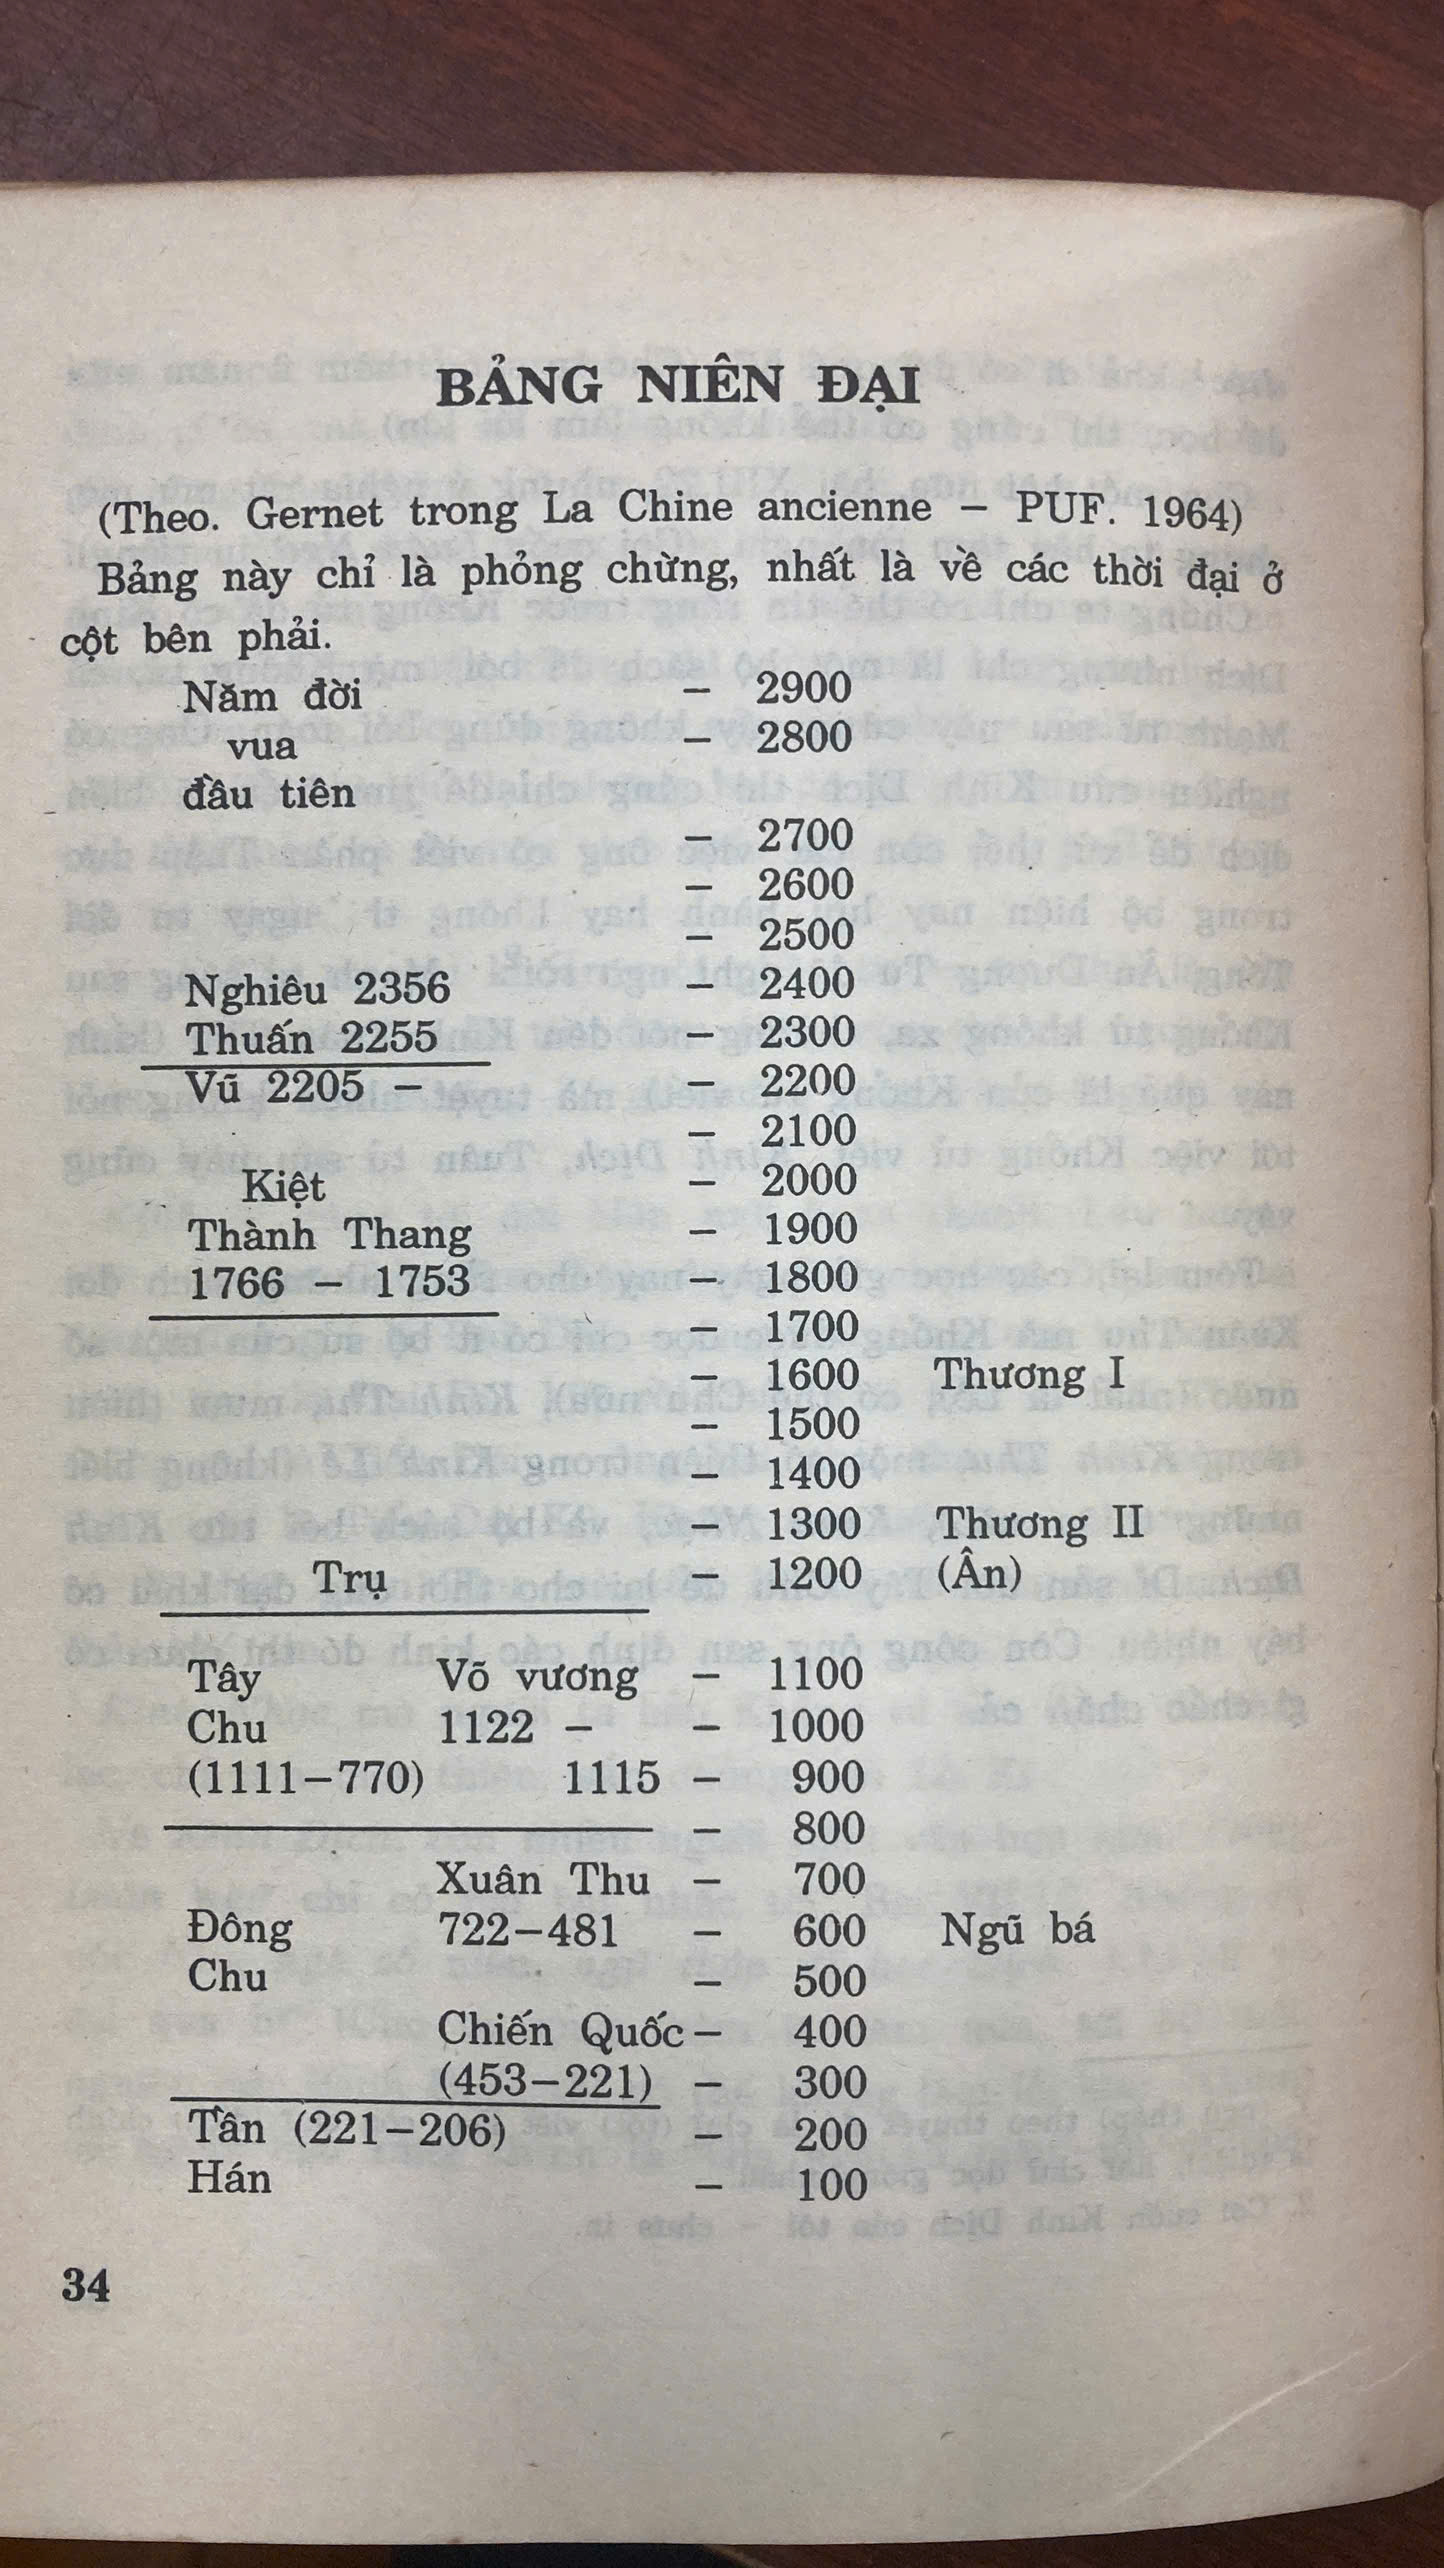 BẢNG NIÊN ĐẠI
(Theo. Gernet trong La Chine ancienne – PUF. 1964)
Bảng này chỉ là phỏng chừng, nhất là về các thời đại ở
cột bên phải.
Năm đời – 2900
vua – 2800
đầu tiên
– 2700
– 2600
– 2500
Nghiêu 2356 – 2400
Thuấn 2255 – 2300
Vũ 2205 – – 2200
– 2100
Kiệt – 2000
Thành Thang – 1900
1766 – 1753 – 1800
– 1700
– 1600 Thương I
– 1500
– 1400
– 1300 Thương II
Trụ – 1200 (Ân)
Tây Võ vương – 1100
Chu 1122 – – 1000
(1111–770) 1115 – 900
– 800
Xuân Thu – 700
Đông 722–481 – 600 Ngũ bá
Chu – 500
Chiến Quốc – 400
(453–221) – 300
Tần (221–206) – 200
Hán – 100
34